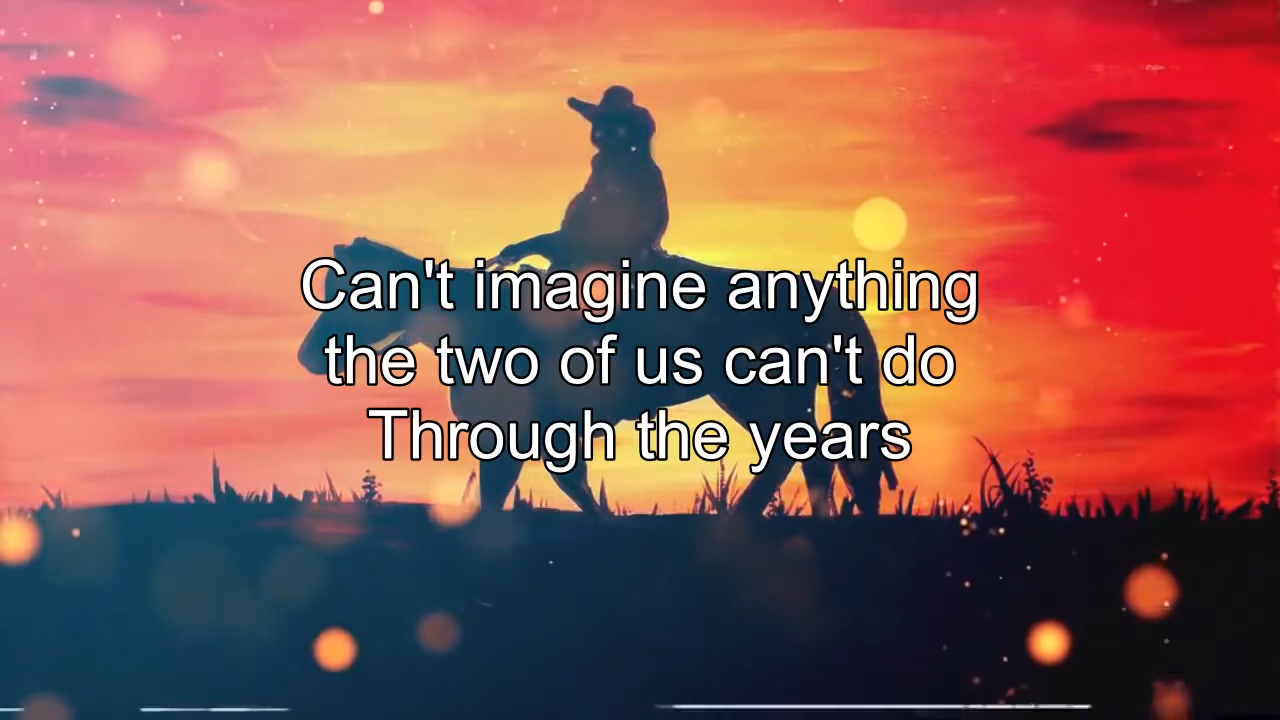 Can't imagine anything
the two of us can't do
Through the years